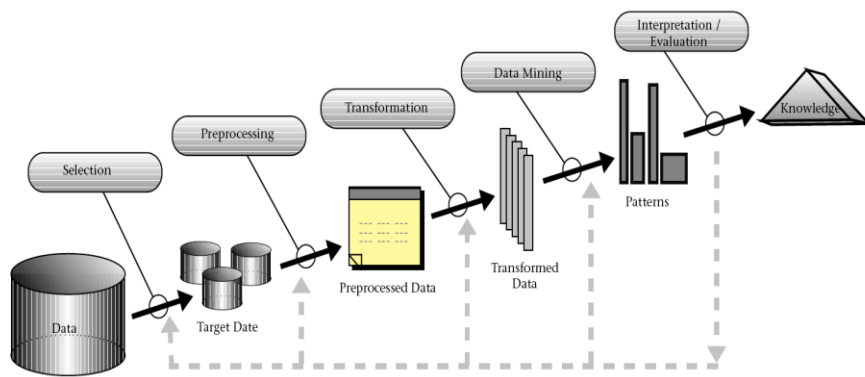 Interpretation /
Evaluation
Data Mining
Transformation
Preprocessing
Selection
Data
Target Date
Preprocessed Data
Transformed
Data
Patterns
Knowledge